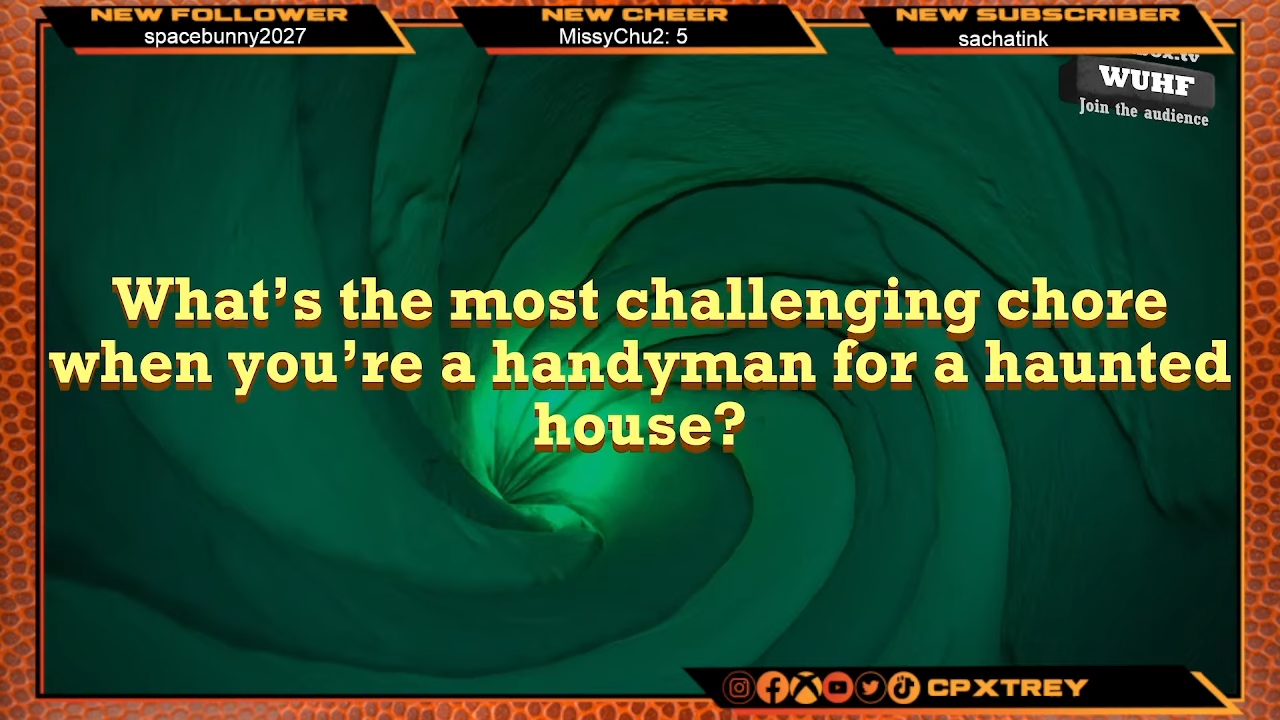 NEW FOLLOWER
spacebunny2027
NEW CHEER
MissyChu2: 5
NEW SUBSCRIBER
sachatink
WUHF
Join the audience
What's the most challenging chore
when you're a handyman for a haunted
house?
CPXTREY